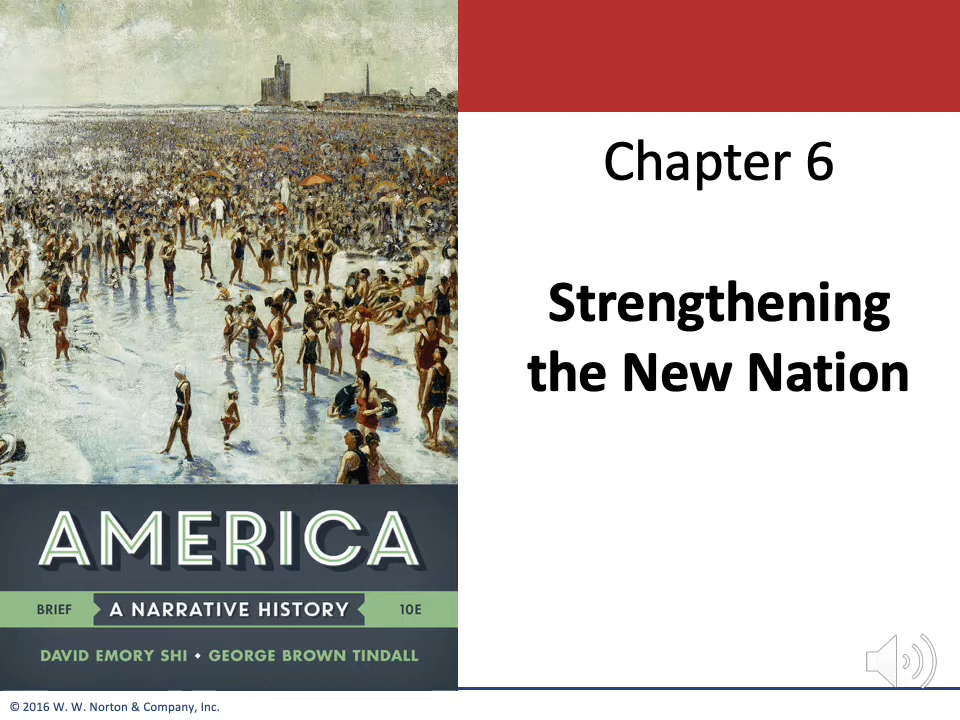 Chapter 6
Strengthening
the New Nation
AMERICA
BRIEF A NARRATIVE HISTORY 10E
DAVID EMORY SHI • GEORGE BROWN TINDALL
© 2016 W. W. Norton & Company, Inc.